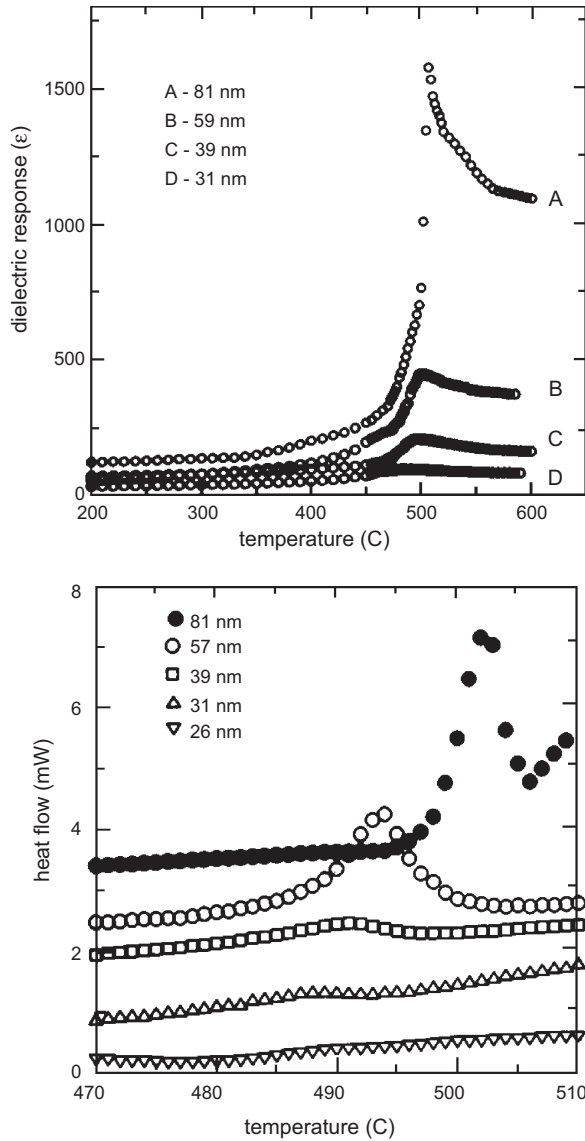 1500
1000
500
0
dielectric response (ε)
A - 81 nm
B - 59 nm
C - 39 nm
D - 31 nm
A
B
C
D
200 300 400 500 600
temperature (C)
8
6
4
2
0
heat flow (mW)
81 nm
57 nm
39 nm
31 nm
26 nm
470 480 490 500 510
temperature (C)